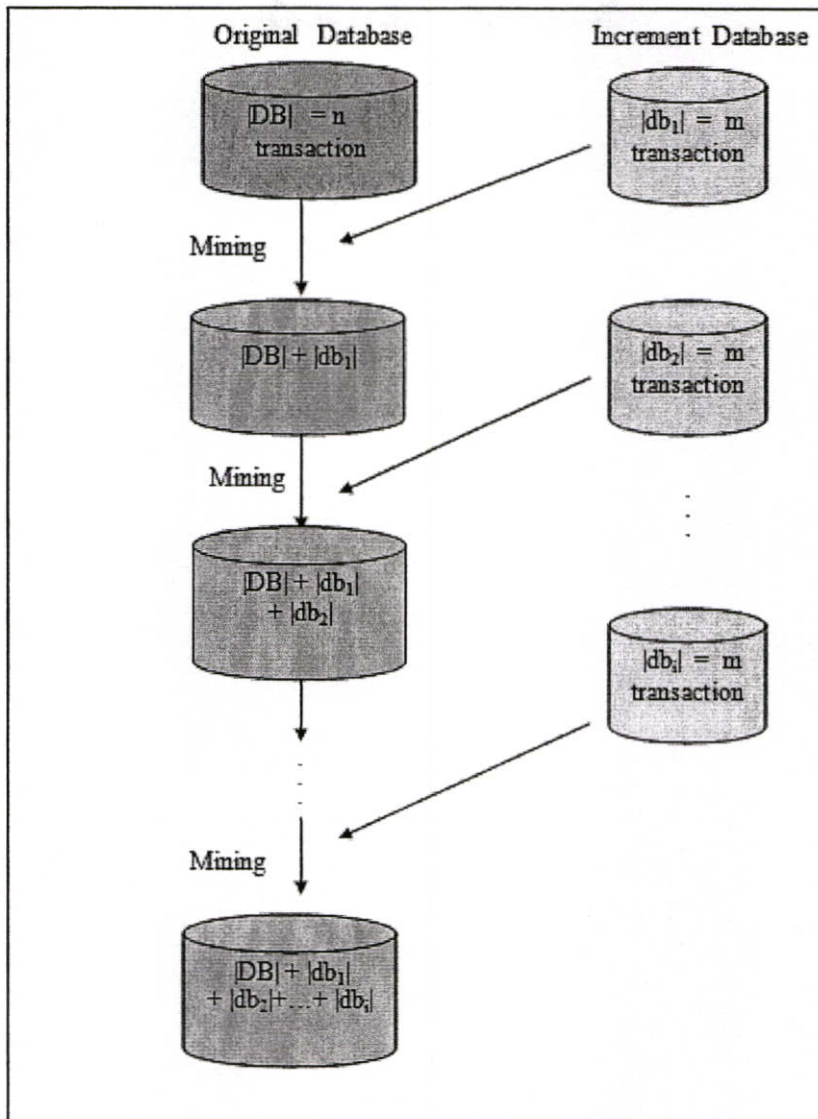 Original Database
Increment Database
|DB| = n
transaction
|db₁| = m
transaction
Mining
|DB| + |db₁|
|db₂| = m
transaction
Mining
|DB| + |db₁|
+ |db₂|
|dbᵢ| = m
transaction
Mining
|DB| + |db₁|
+ |db₂|+...+ |dbᵢ|